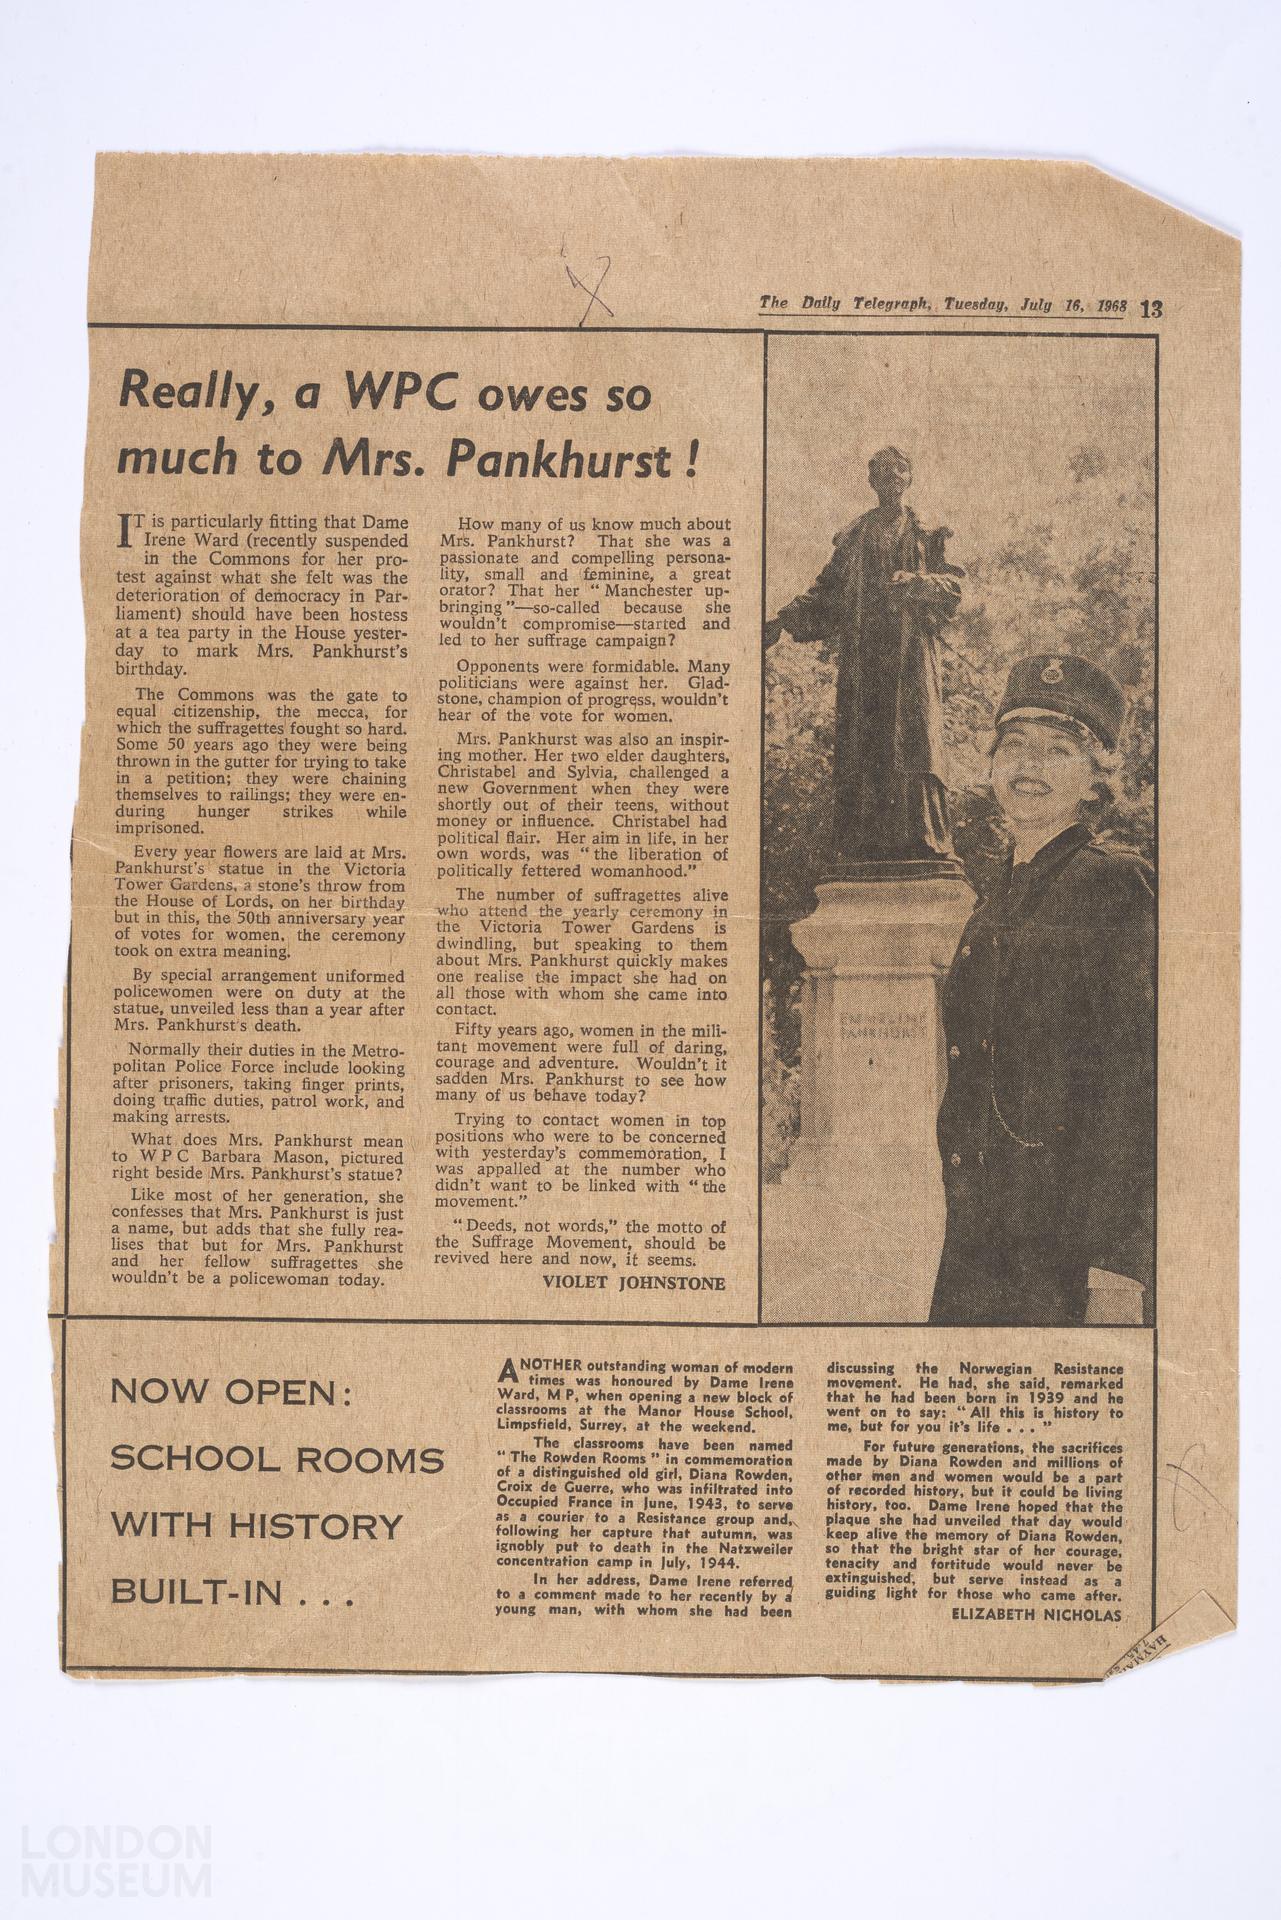 The Daily Telegraph, Tuesday, July 16, 1968 13
Really, a WPC owes so
much to Mrs. Pankhurst !
IT is particularly fitting that Dame
Irene Ward (recently suspended
in the Commons for her pro-
test against what she felt was the
deterioration of democracy in Par-
liament) should have been hostess
at a tea party in the House yester-
day to mark Mrs. Pankhurst's
birthday.
The Commons was the gate to
equal citizenship, the mecca, for
which the suffragettes fought so hard.
Some 50 years ago they were being
thrown in the gutter for trying to take
in a petition; they were chaining
themselves to railings; they were en-
during hunger strikes while
imprisoned.
Every year flowers are laid at Mrs.
Pankhurst's statue in the Victoria
Tower Gardens, a stone's throw from
the House of Lords, on her birthday
but in this, the 50th anniversary year
of votes for women, the ceremony
took on extra meaning.
By special arrangement uniformed
policewomen were on duty at the
statue, unveiled less than a year after
Mrs. Pankhurst's death.
Normally their duties in the Metro-
politan Police Force include looking
after prisoners, taking finger prints,
doing traffic duties, patrol work, and
making arrests.
What does Mrs. Pankhurst mean
to W P C Barbara Mason, pictured
right beside Mrs. Pankhurst's statue?
Like most of her generation, she
confesses that Mrs. Pankhurst is just
a name, but adds that she fully rea-
lises that but for Mrs. Pankhurst
and her fellow suffragettes she
wouldn't be a policewoman today.
How many of us know much about
Mrs. Pankhurst? That she was a
passionate and compelling persona-
lity, small and feminine, a great
orator? That her "Manchester up-
bringing"—so-called because she
wouldn't compromise—started and
led to her suffrage campaign?
Opponents were formidable. Many
politicians were against her. Glad-
stone, champion of progress, wouldn't
hear of the vote for women.
Mrs. Pankhurst was also an inspir-
ing mother. Her two elder daughters,
Christabel and Sylvia, challenged a
new Government when they were
shortly out of their teens, without
money or influence. Christabel had
political flair. Her aim in life, in her
own words, was "the liberation of
politically fettered womanhood."
The number of suffragettes alive
who attend the yearly ceremony in
the Victoria Tower Gardens is
dwindling, but speaking to them
about Mrs. Pankhurst quickly makes
one realise the impact she had on
all those with whom she came into
contact.
Fifty years ago, women in the mili-
tant movement were full of daring,
courage and adventure. Wouldn't it
sadden Mrs. Pankhurst to see how
many of us behave today?
Trying to contact women in top
positions who were to be concerned
with yesterday's commemoration, I
was appalled at the number who
didn't want to be linked with "the
movement."
"Deeds, not words," the motto of
the Suffrage Movement, should be
revived here and now, it seems.
VIOLET JOHNSTONE
EMMELINE
PANKHURST
NOW OPEN:
SCHOOL ROOMS
WITH HISTORY
BUILT-IN . . .
ANOTHER outstanding woman of modern
times was honoured by Dame Irene
Ward, M P, when opening a new block of
classrooms at the Manor House School,
Limpsfield, Surrey, at the weekend.
The classrooms have been named
"The Rowden Rooms" in commemoration
of a distinguished old girl, Diana Rowden,
Croix de Guerre, who was infiltrated into
Occupied France in June, 1943, to serve
as a courier to a Resistance group and,
following her capture that autumn, was
ignobly put to death in the Natzweiler
concentration camp in July, 1944.
In her address, Dame Irene referred
to a comment made to her recently by a
young man, with whom she had been
discussing the Norwegian Resistance
movement. He had, she said, remarked
that he had been born in 1939 and he
went on to say: "All this is history to
me, but for you it's life . . ."
For future generations, the sacrifices
made by Diana Rowden and millions of
other men and women would be a part
of recorded history, but it could be living
history, too. Dame Irene hoped that the
plaque she had unveiled that day would
keep alive the memory of Diana Rowden,
so that the bright star of her courage,
tenacity and fortitude would never be
extinguished, but serve instead as a
guiding light for those who came after.
ELIZABETH NICHOLAS
LONDON
MUSEUM